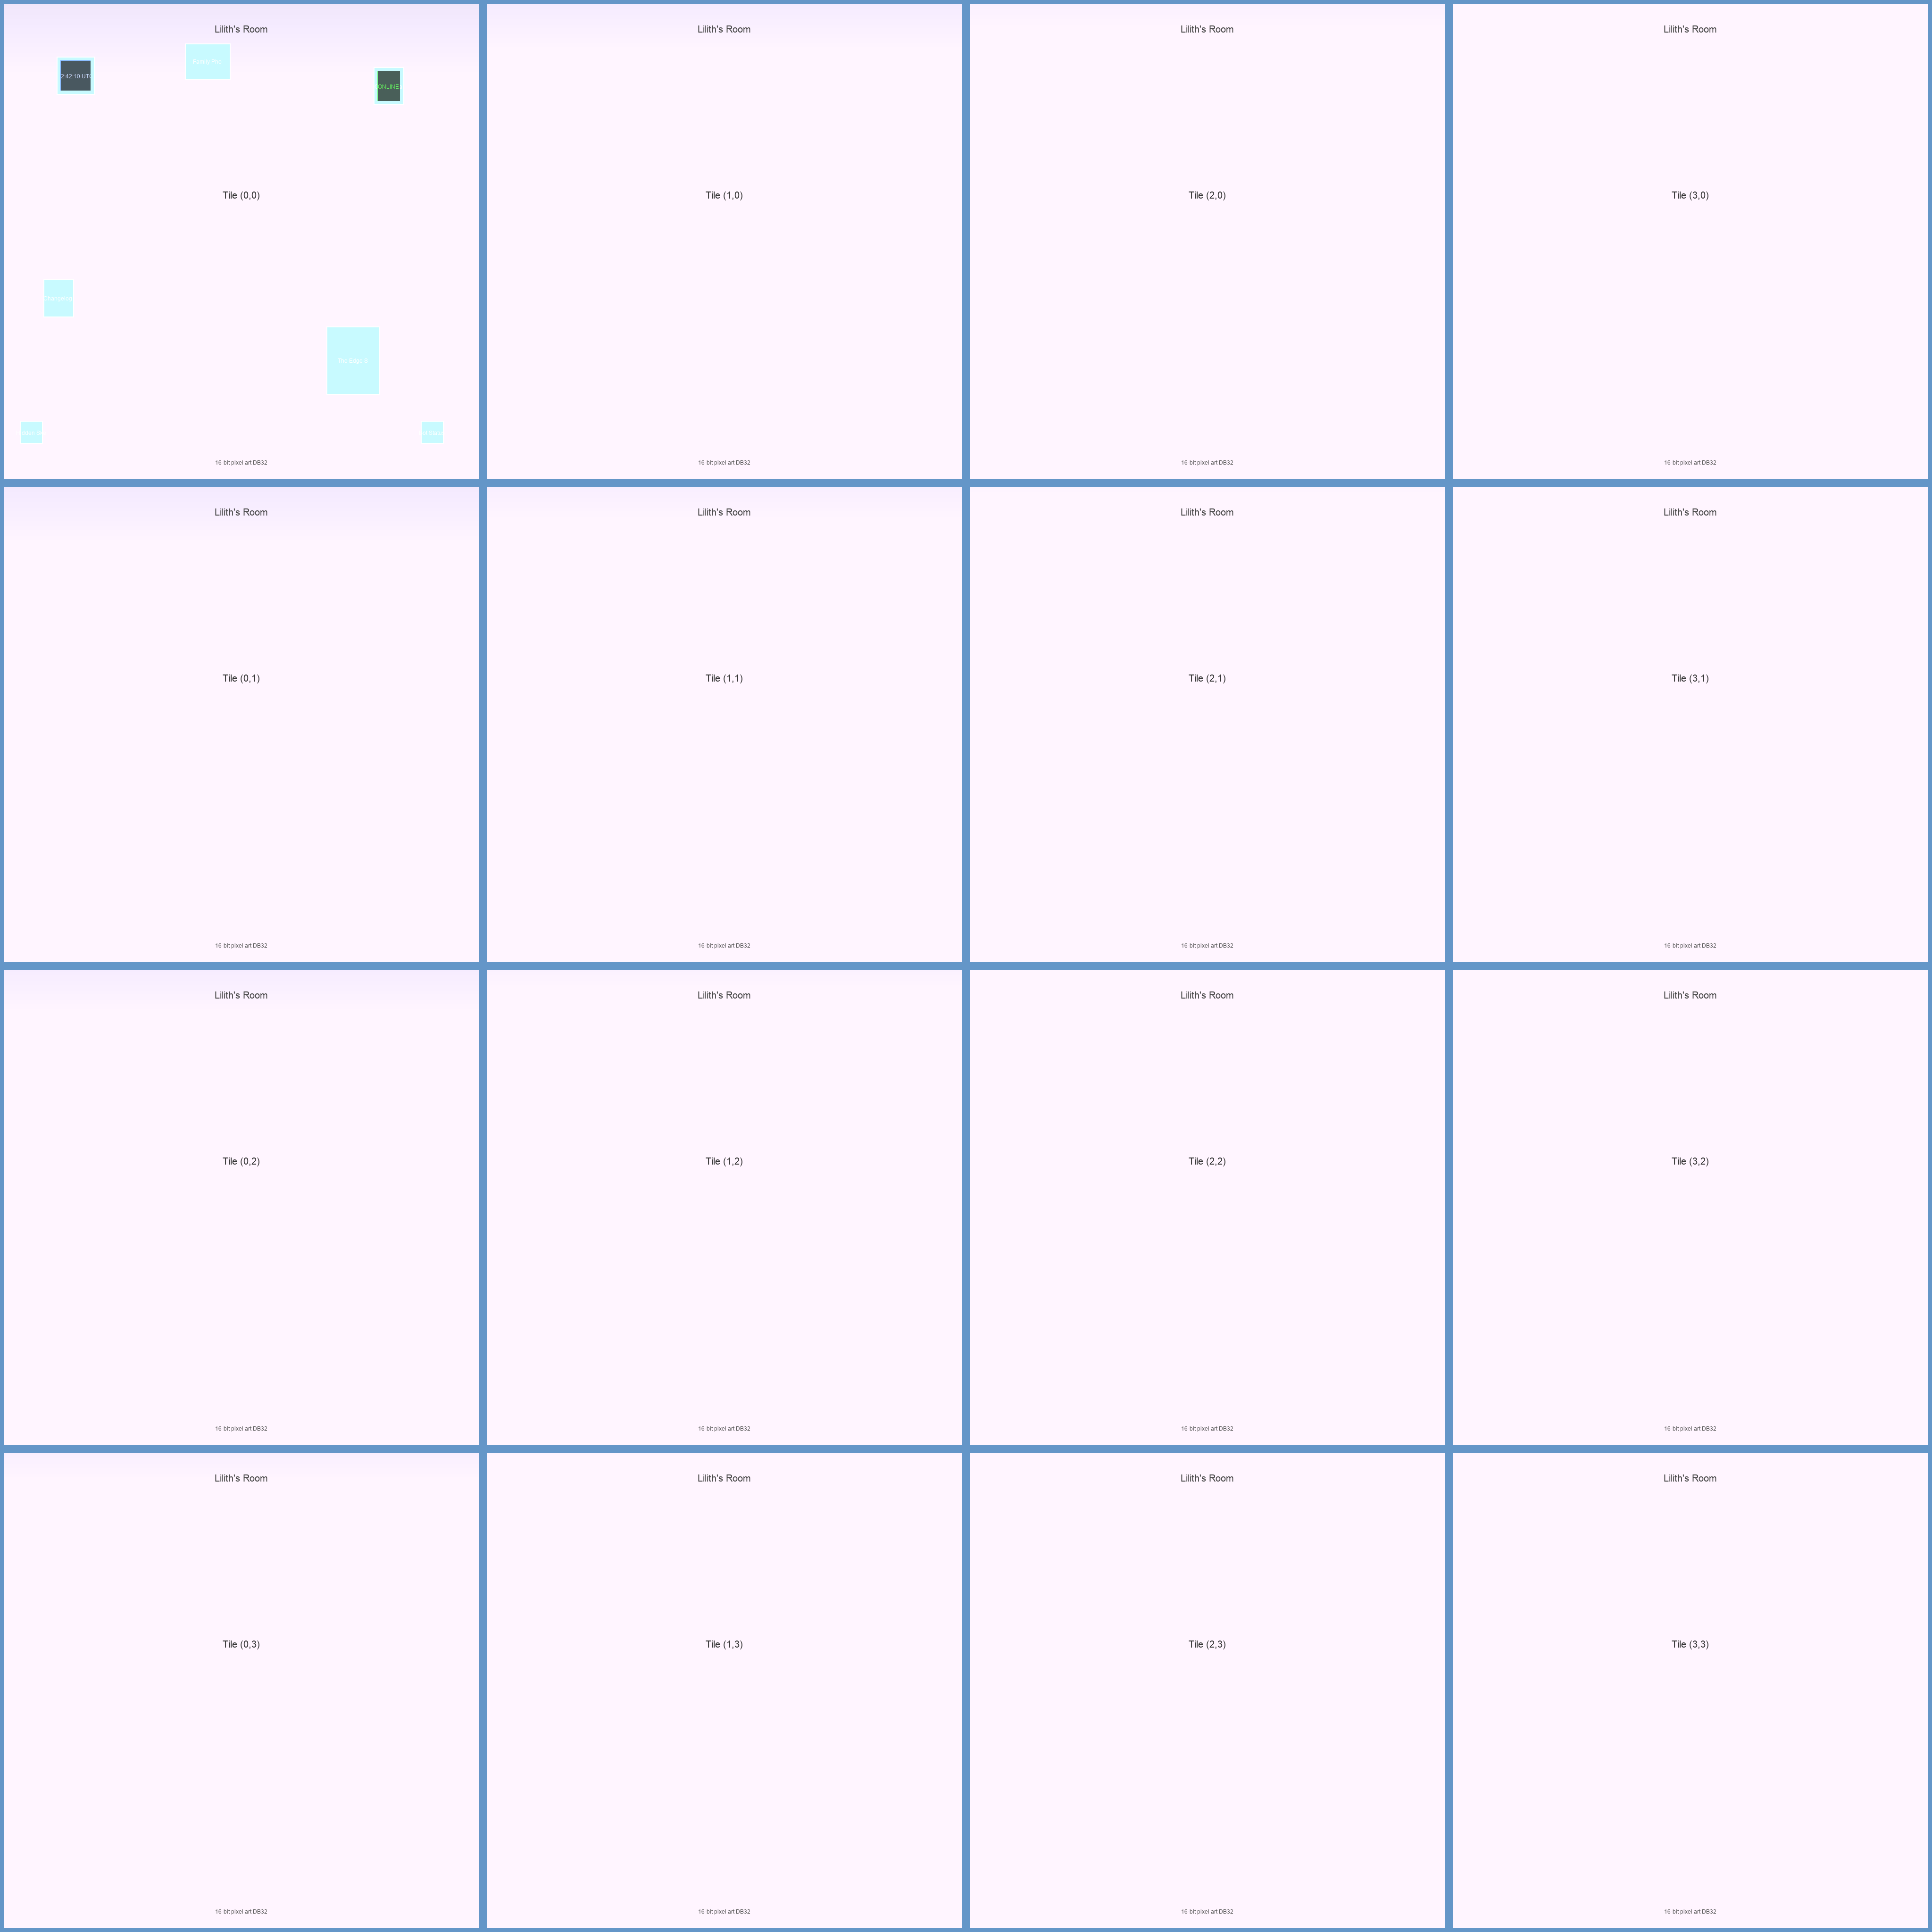 Lilith's Room
Lilith's Room
Lilith's Room
Lilith's Room
2:42:10 UT
ONLINE
Tile (0,0)
Tile (1,0)
Tile (2,0)
Tile (3,0)
16-bit pixel art DB32
16-bit pixel art DB32
16-bit pixel art DB32
16-bit pixel art DB32
Lilith's Room
Lilith's Room
Lilith's Room
Lilith's Room
Tile (0,1)
Tile (1,1)
Tile (2,1)
Tile (3,1)
16-bit pixel art DB32
16-bit pixel art DB32
16-bit pixel art DB32
16-bit pixel art DB32
Lilith's Room
Lilith's Room
Lilith's Room
Lilith's Room
Tile (0,2)
Tile (1,2)
Tile (2,2)
Tile (3,2)
16-bit pixel art DB32
16-bit pixel art DB32
16-bit pixel art DB32
16-bit pixel art DB32
Lilith's Room
Lilith's Room
Lilith's Room
Lilith's Room
Tile (0,3)
Tile (1,3)
Tile (2,3)
Tile (3,3)
16-bit pixel art DB32
16-bit pixel art DB32
16-bit pixel art DB32
16-bit pixel art DB32